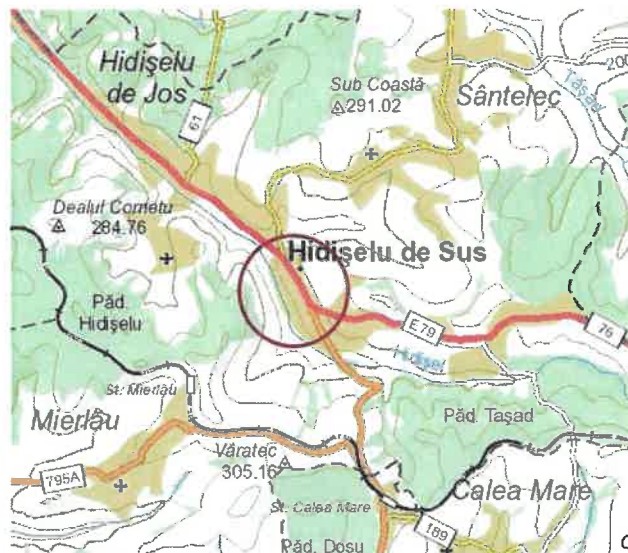 Hidişelu
de Jos
Sub Coastă
291.02
Sântelec
200
Tăşad
61
Dealul Cornetu
284.76
Hidişelu de Sus
Păd.
Hidişelu
E79
76
Hidişel
St. Mierlău
Mierlău
Păd. Taşad
Văratec
305.16
795A
Calea Mare
St. Calea Mare
189
Păd. Dosu